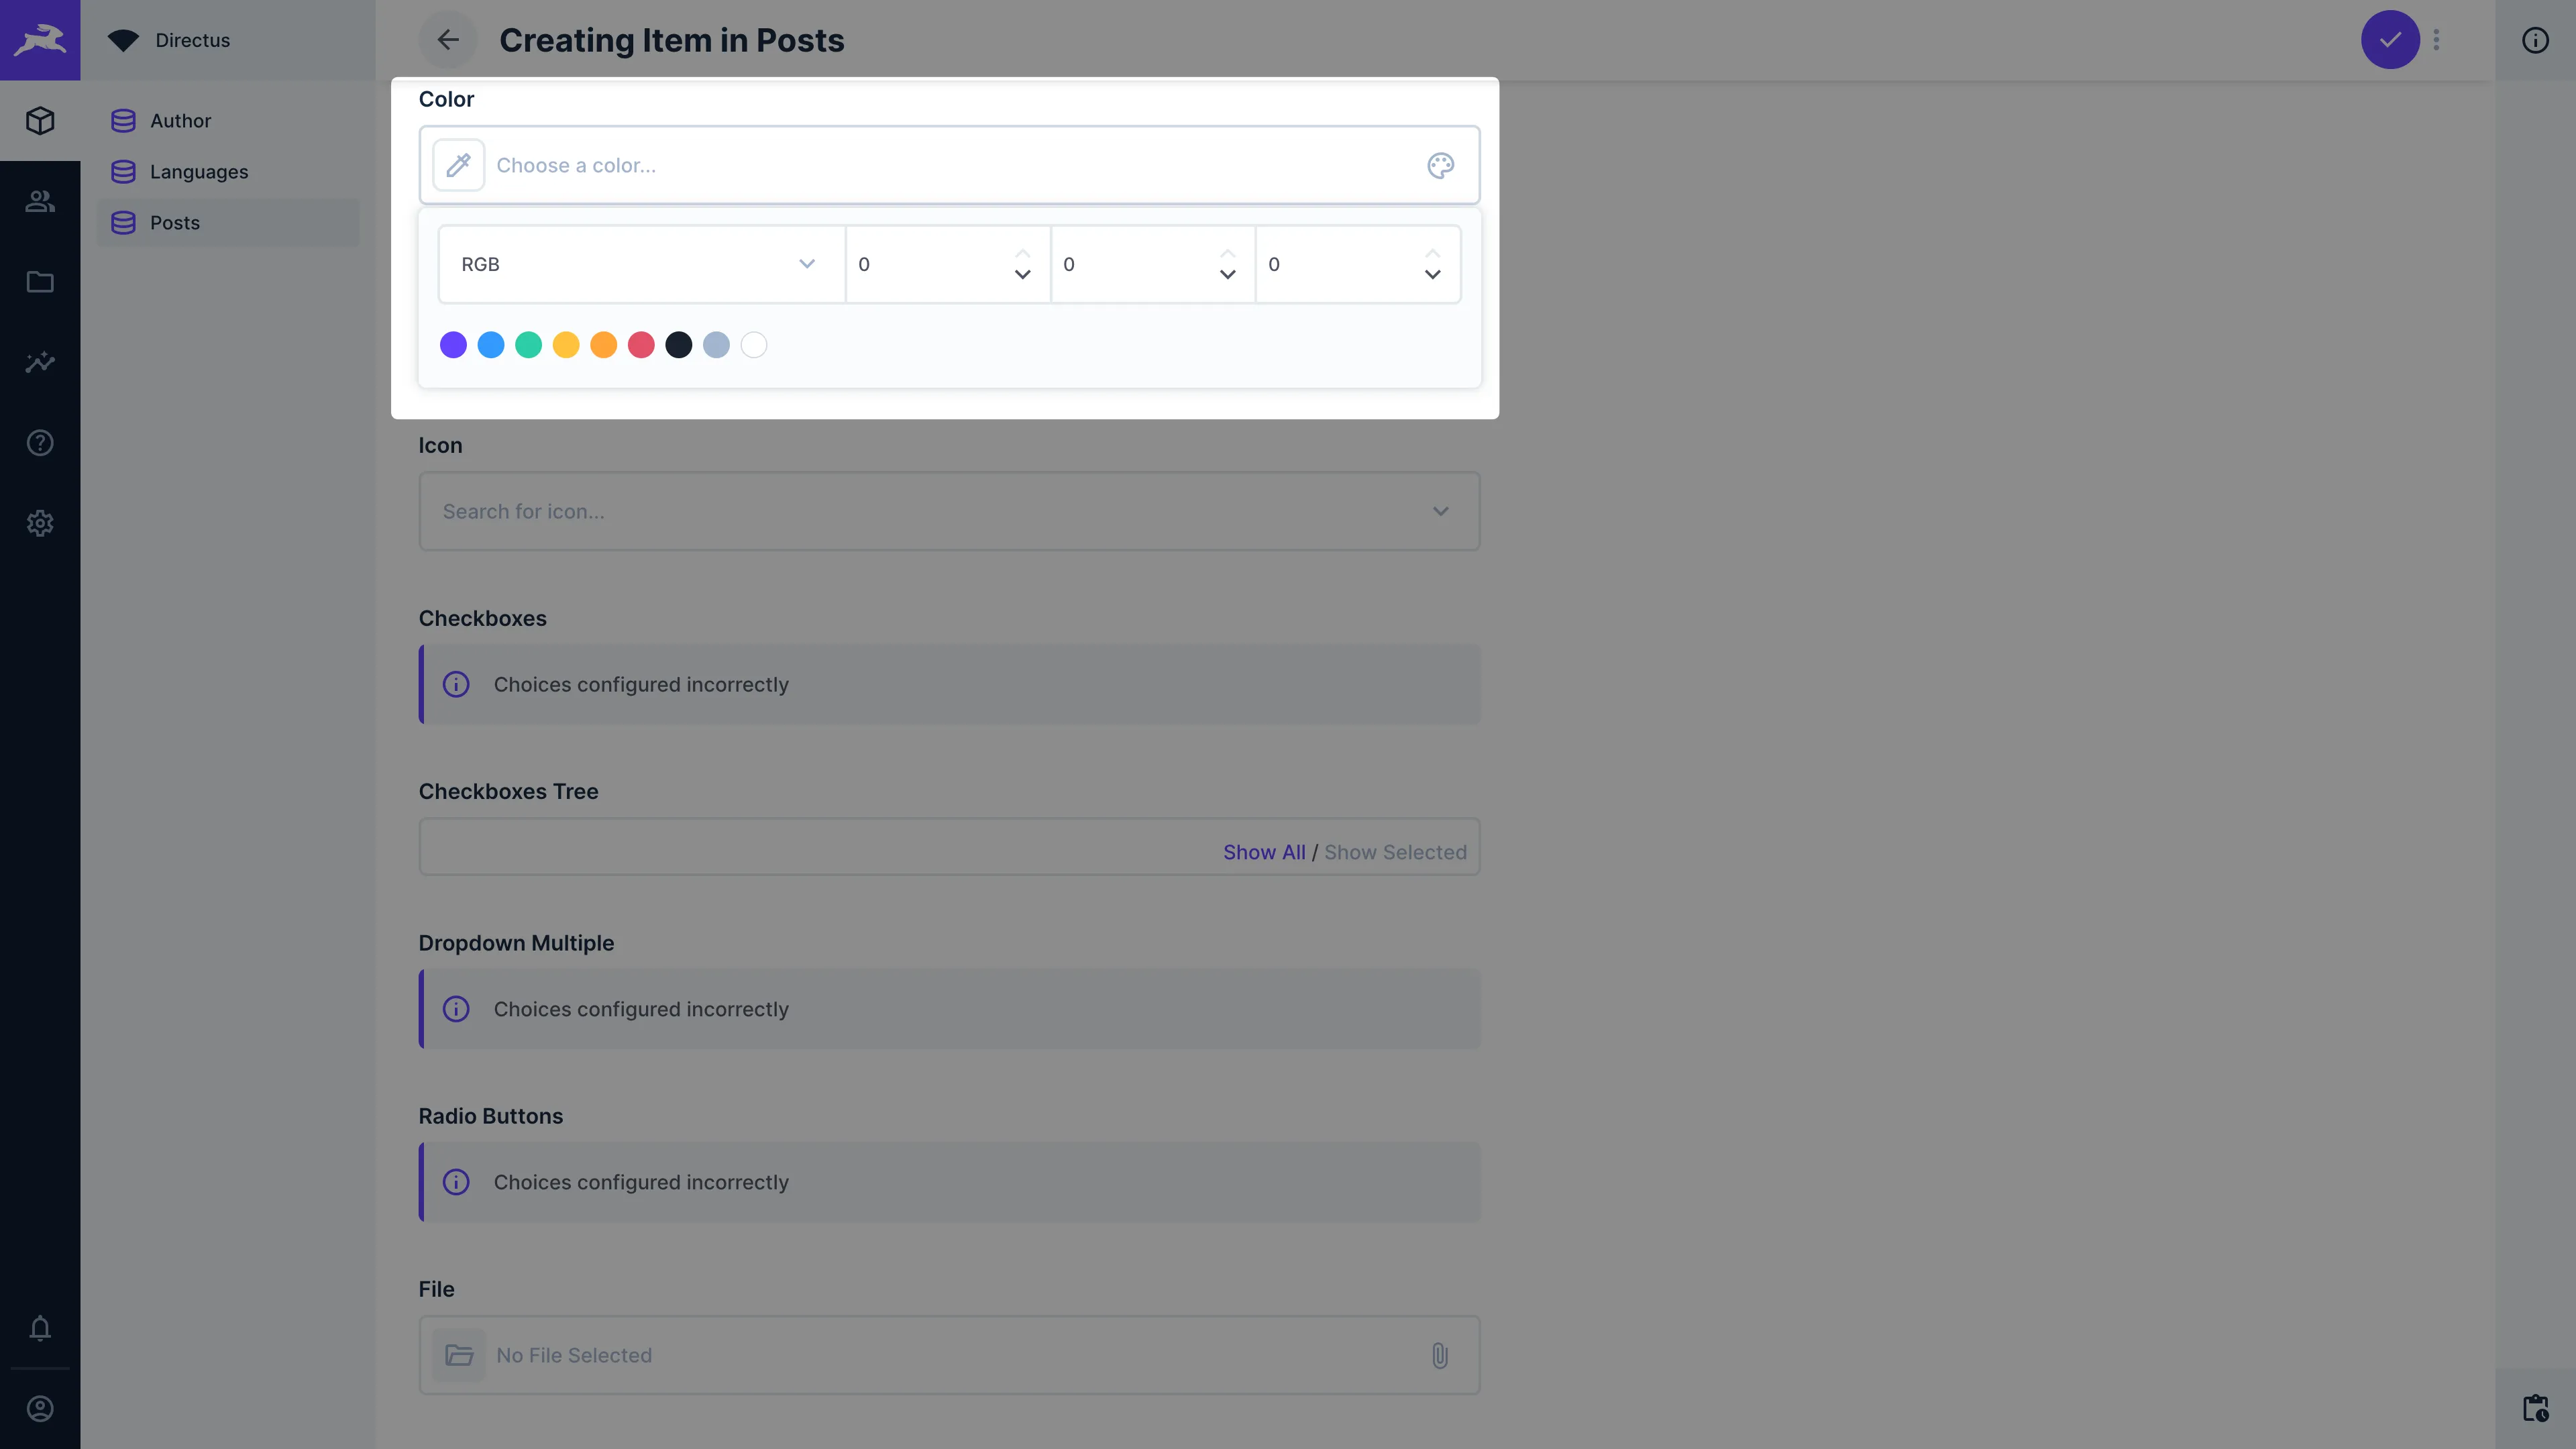 Directus
Creating Item in Posts
Author
Languages
Posts
Color
Choose a color...
RGB
0
0
0
Icon
Search for icon...
Checkboxes
Choices configured incorrectly
Checkboxes Tree
Show All / Show Selected
Dropdown Multiple
Choices configured incorrectly
Radio Buttons
Choices configured incorrectly
File
No File Selected